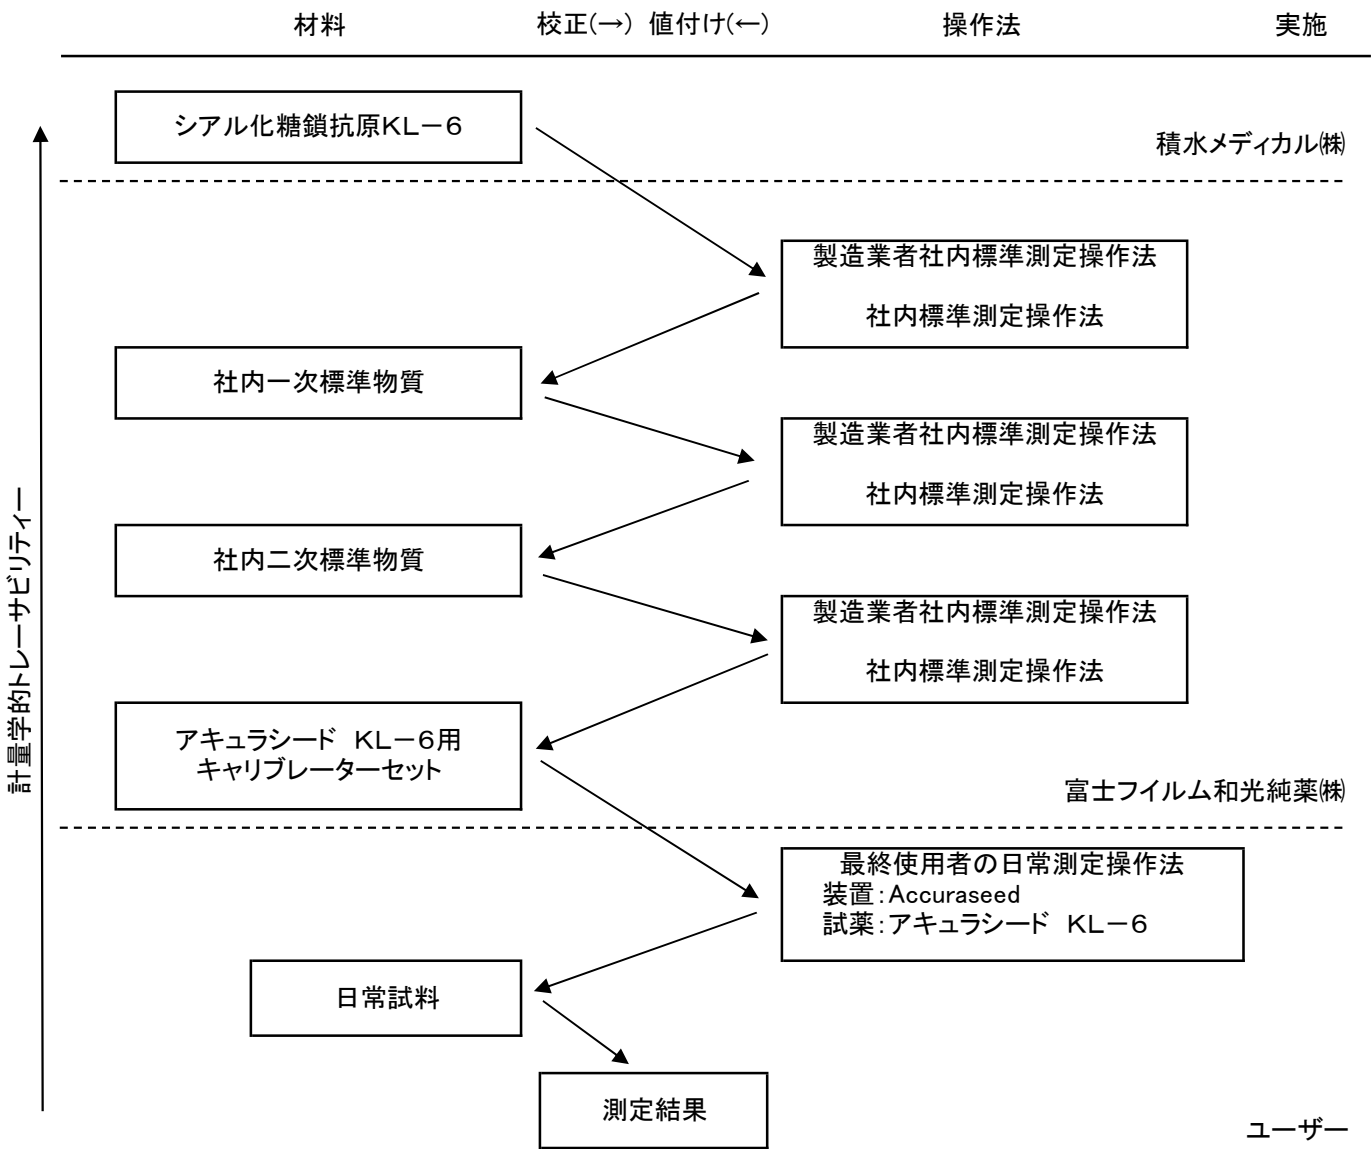 材料
校正(→) 値付け(←)
操作法
実施
シアル化糖鎖抗原KL－6
積水メディカル㈱
製造業者社内標準測定操作法
社内標準測定操作法
社内一次標準物質
製造業者社内標準測定操作法
社内標準測定操作法
社内二次標準物質
製造業者社内標準測定操作法
社内標準測定操作法
アキュラシード　KL－6用
キャリブレーターセット
富士フイルム和光純薬㈱
最終使用者の日常測定操作法
装置：Accuraseed
試薬：アキュラシード　KL－6
日常試料
測定結果
ユーザー
計量学的トレーサビリティー